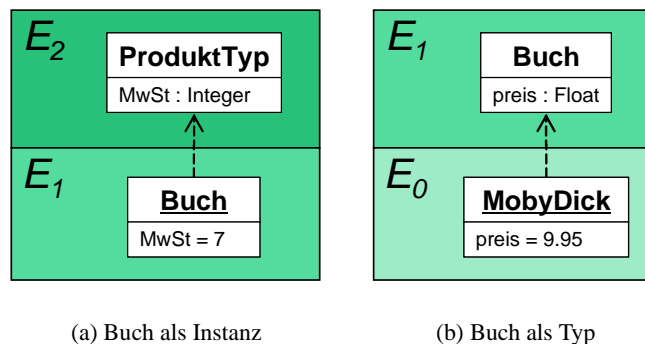 E2
ProduktTyp
MwSt : Integer
E1
Buch
MwSt = 7
(a) Buch als Instanz
E1
Buch
preis : Float
E0
MobyDick
preis = 9.95
(b) Buch als Typ